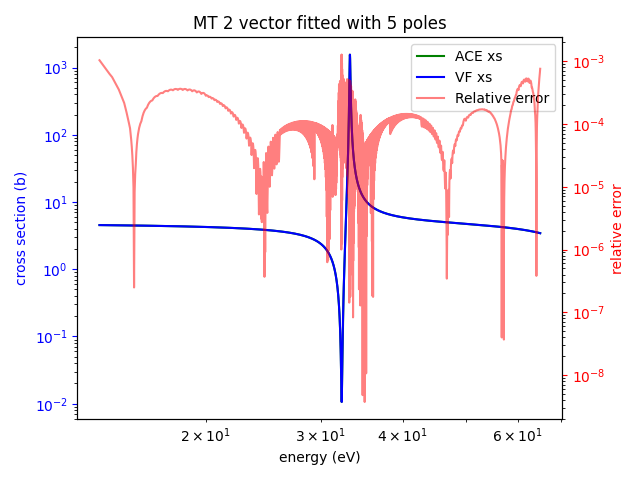 MT 2 vector fitted with 5 poles
ACE xs
VF xs
Relative error
10^3
10^2
10^1
10^0
10^-1
10^-2
cross section (b)
10^-3
10^-4
10^-5
10^-6
10^-7
10^-8
relative error
2 × 10^1
3 × 10^1
4 × 10^1
6 × 10^1
energy (eV)